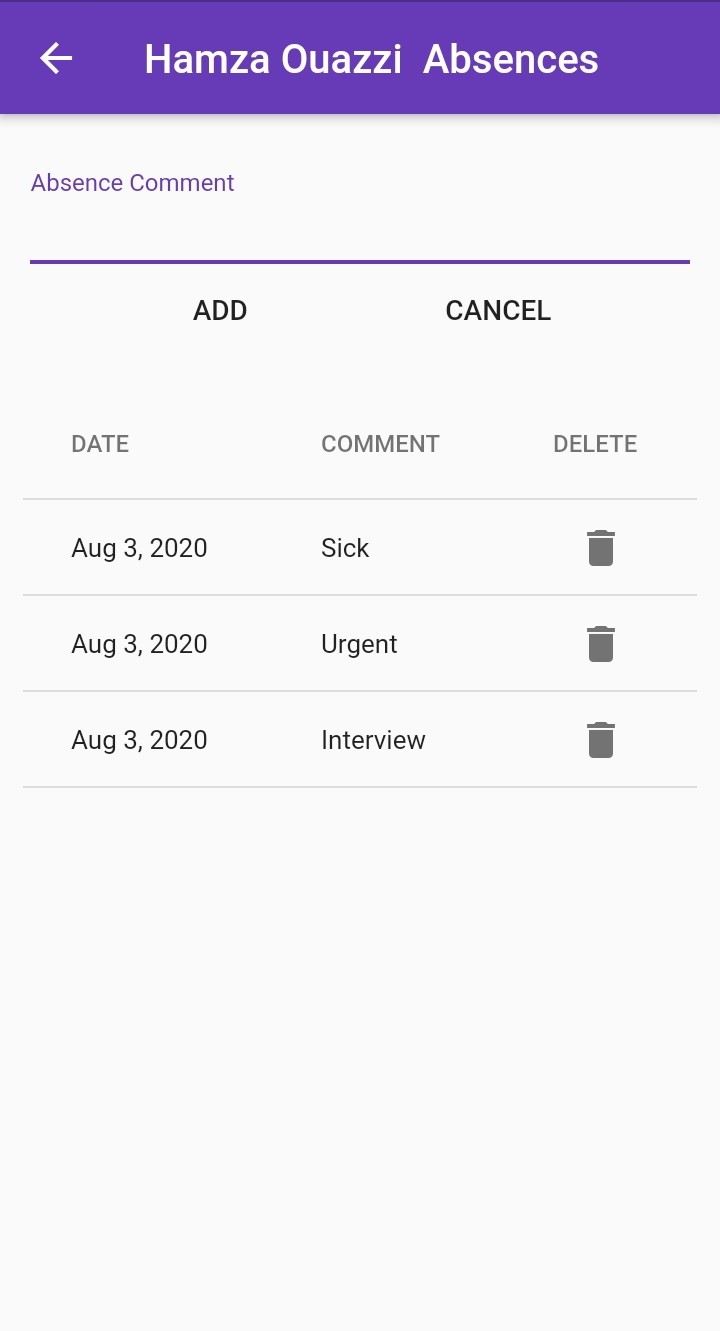 Hamza Ouazzi  Absences
Absence Comment
ADD CANCEL
DATE COMMENT DELETE
Aug 3, 2020 Sick
Aug 3, 2020 Urgent
Aug 3, 2020 Interview